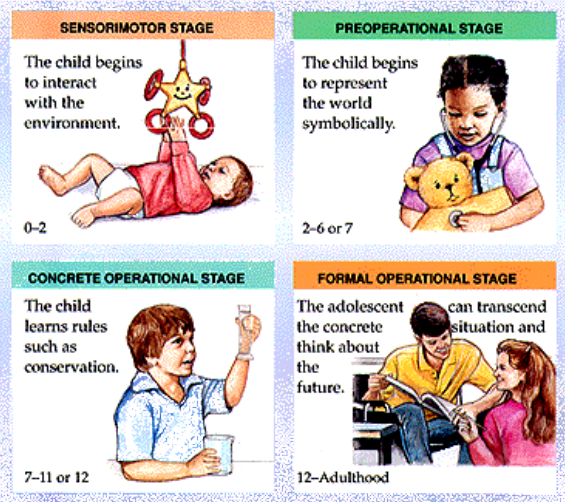 SENSORIMOTOR STAGE
The child begins
to interact
with the
environment.
0–2
PREOPERATIONAL STAGE
The child begins
to represent
the world
symbolically.
2–6 or 7
CONCRETE OPERATIONAL STAGE
The child
learns rules
such as
conservation.
7–11 or 12
FORMAL OPERATIONAL STAGE
The adolescent can transcend
the concrete situation and
think about
the
future.
12–Adulthood